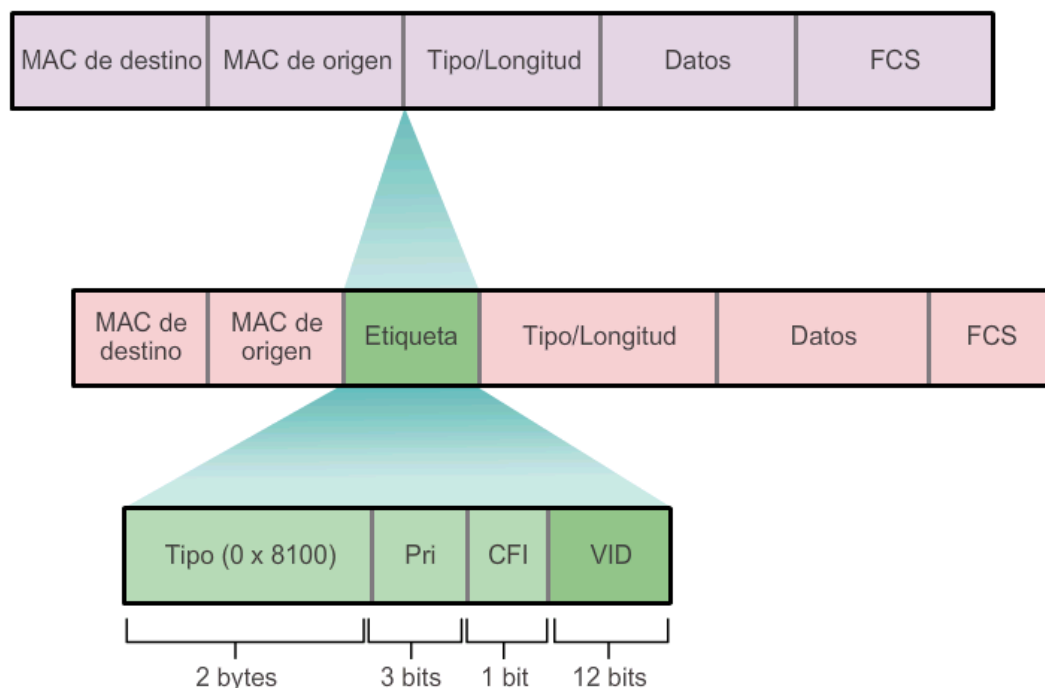 MAC de destino MAC de origen Tipo/Longitud Datos FCS
MAC de destino MAC de origen Etiqueta Tipo/Longitud Datos FCS
Tipo (0 x 8100) Pri CFI VID
2 bytes 3 bits 1 bit 12 bits